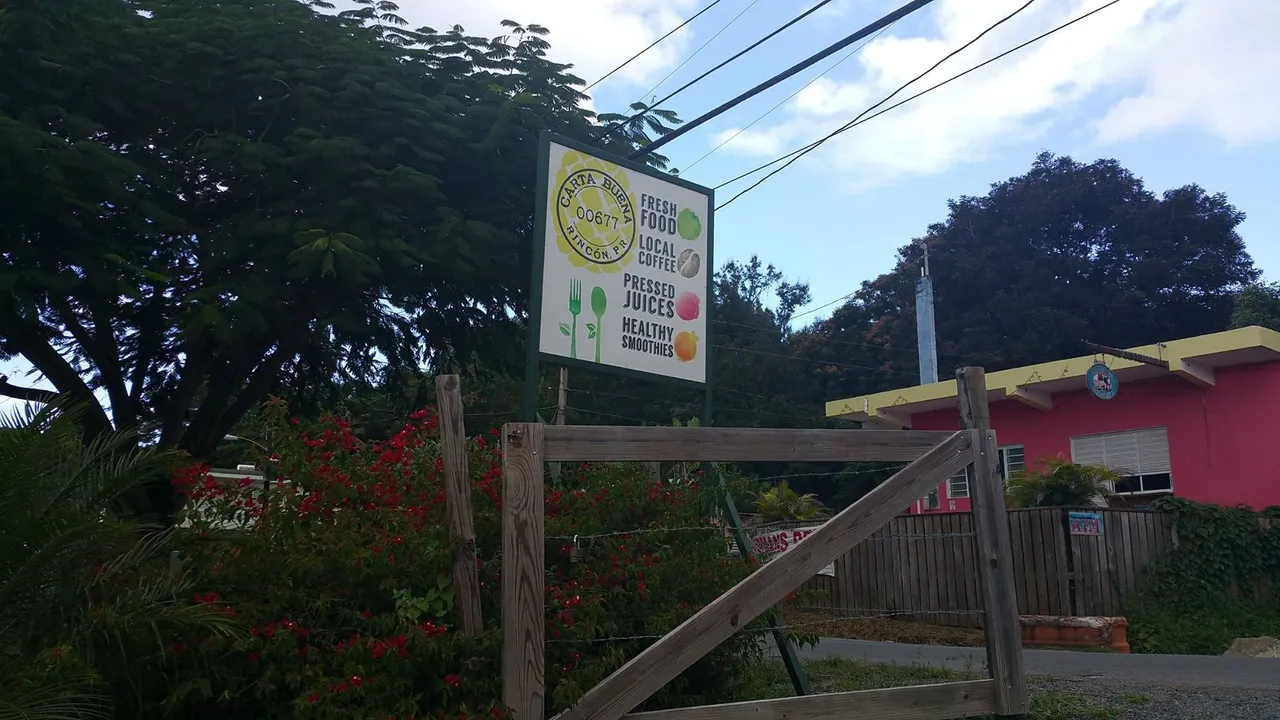 CARTA BUENA
00677
RINCÓN, PR
FRESH
FOOD
LOCAL
COFFEE
PRESSED
JUICES
HEALTHY
SMOOTHIES